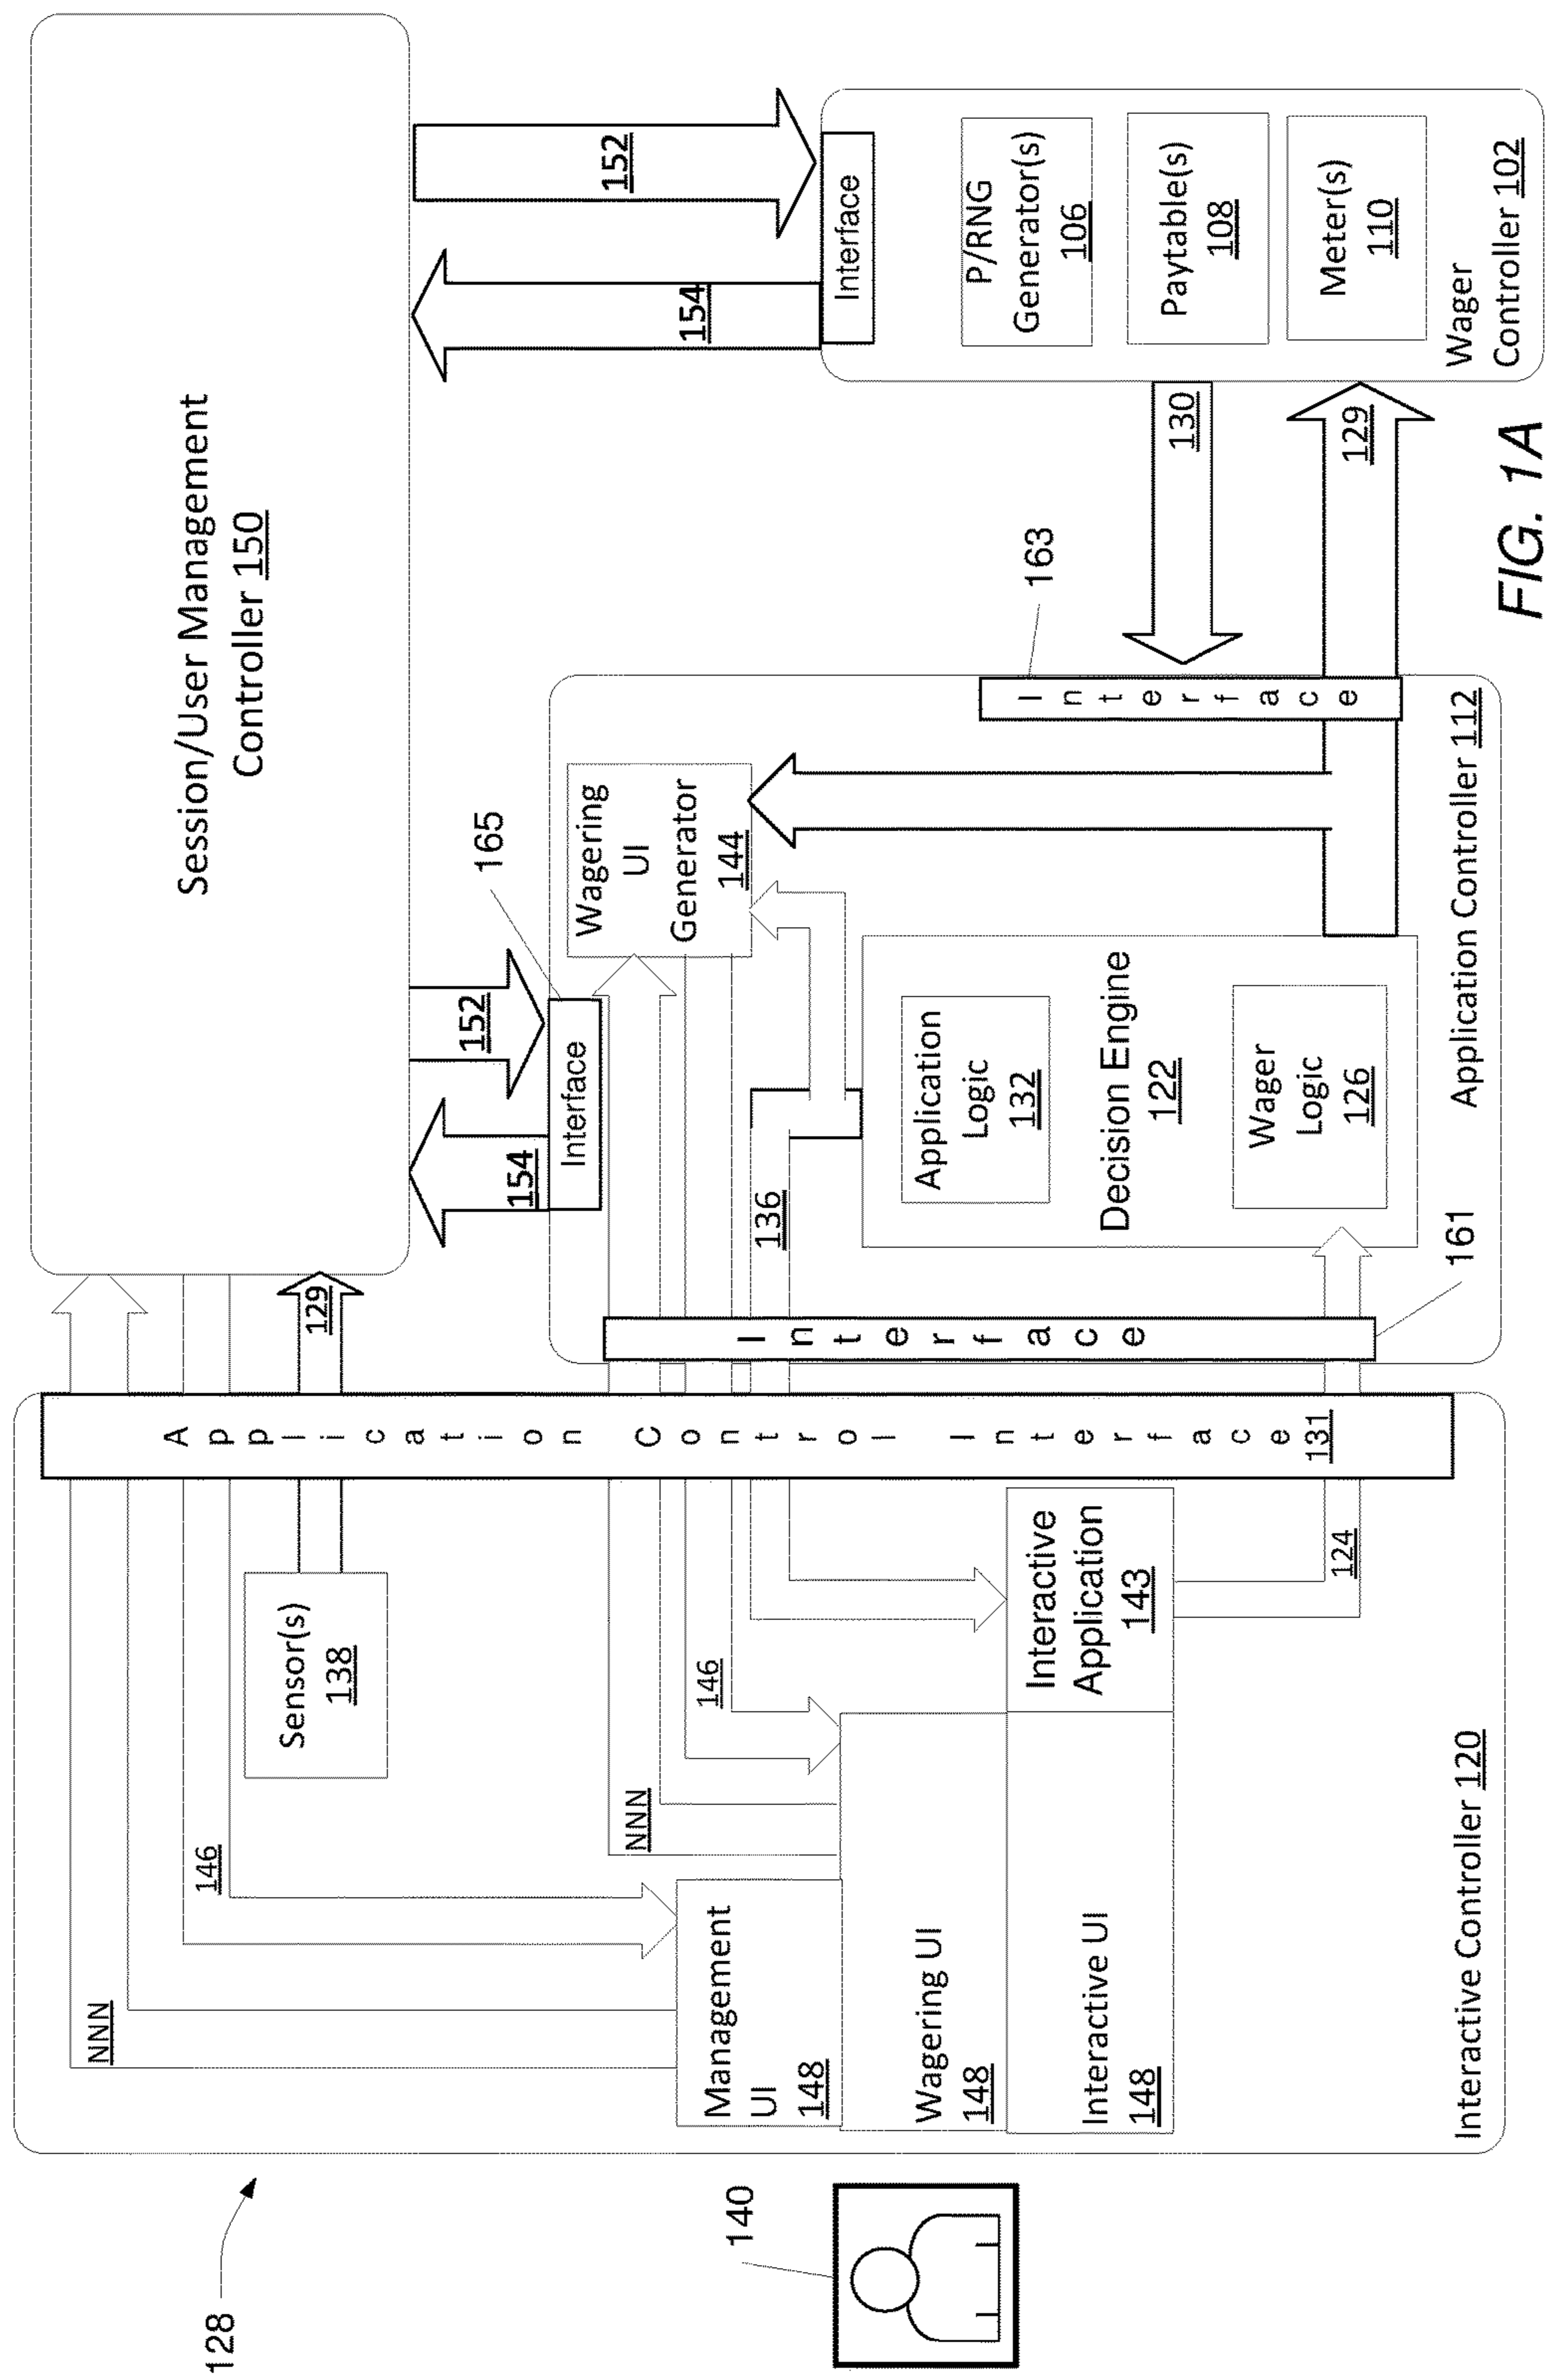 Session/User Management
Controller 150
NNN
146
129
152
154
152
154
165
Interface
Interface
Sensor(s)
138
Application Control Interface 131
Wagering
UI
Generator
144
P/RNG
Generator(s)
106
Paytable(s)
108
Meter(s)
110
Wager
Controller 102
130
129
163
Interface
NNN
146
136
Interface
Application
Logic
132
Decision Engine
122
Wager
Logic
126
161
Application Controller 112
Management
UI
148
Wagering UI
148
Interactive UI
148
Interactive
Application
143
124
Interactive Controller 120
128
140
FIG. 1A